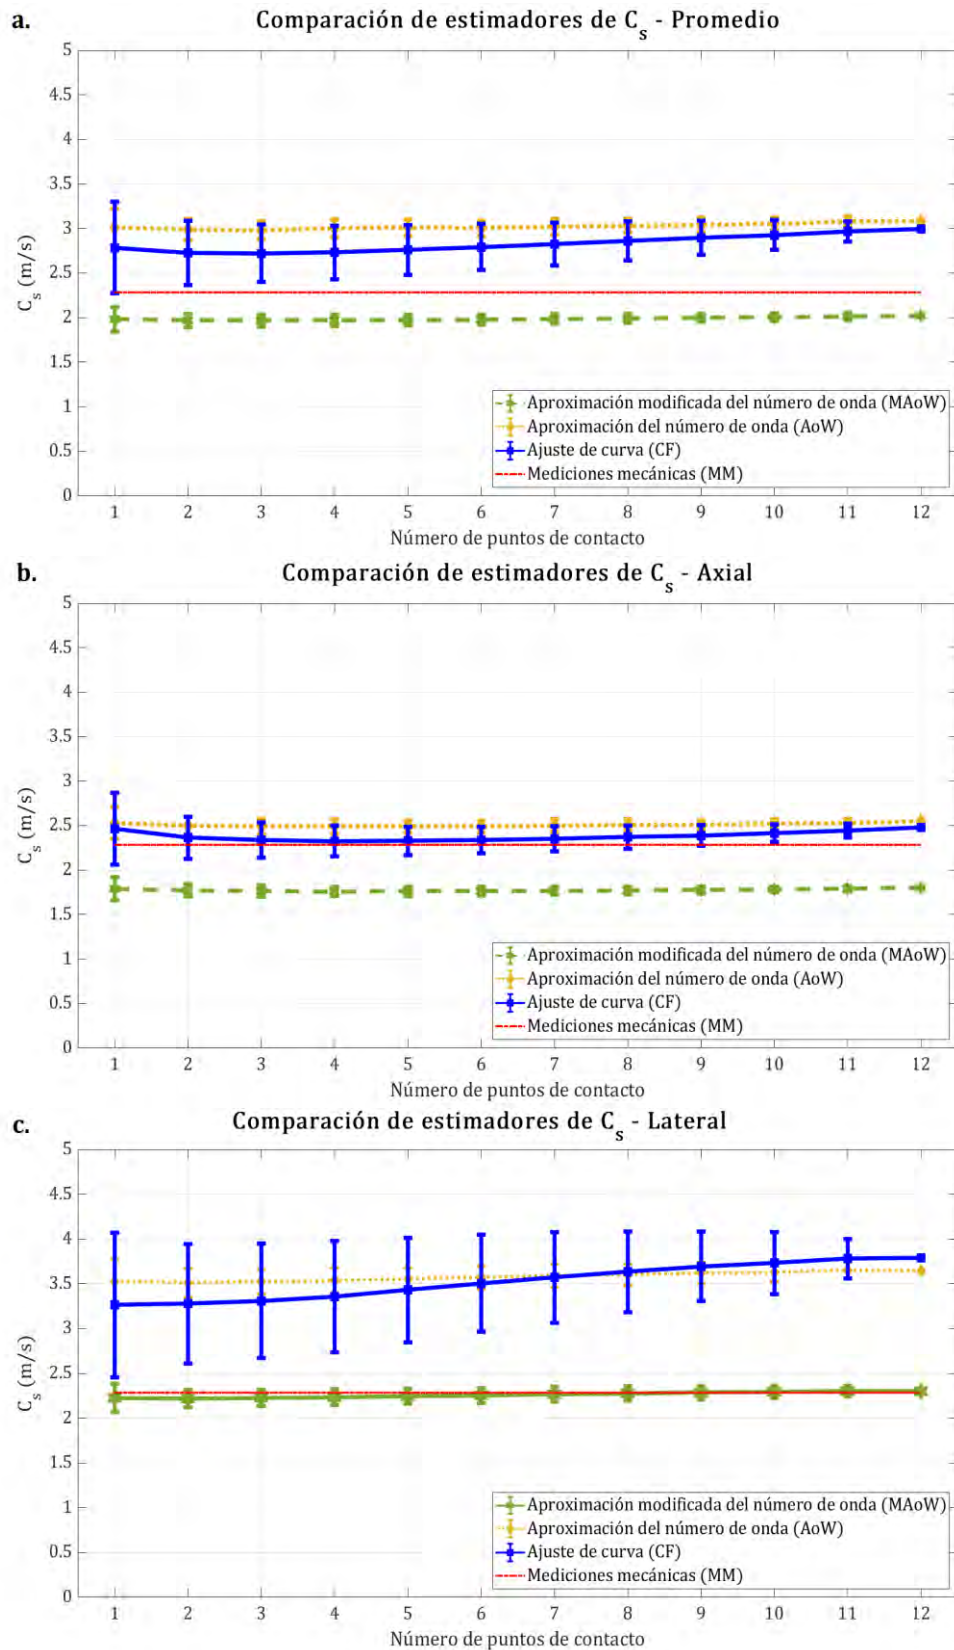 a.
Comparación de estimadores de Cs - Promedio
5
4.5
4
3.5
3
2.5
2
1.5
1
0.5
0
Cs (m/s)
Aproximación modificada del número de onda (MAoW)
Aproximación del número de onda (AoW)
Ajuste de curva (CF)
Mediciones mecánicas (MM)
1 2 3 4 5 6 7 8 9 10 11 12
Número de puntos de contacto
b.
Comparación de estimadores de Cs - Axial
5
4.5
4
3.5
3
2.5
2
1.5
1
0.5
0
Cs (m/s)
Aproximación modificada del número de onda (MAoW)
Aproximación del número de onda (AoW)
Ajuste de curva (CF)
Mediciones mecánicas (MM)
1 2 3 4 5 6 7 8 9 10 11 12
Número de puntos de contacto
c.
Comparación de estimadores de Cs - Lateral
5
4.5
4
3.5
3
2.5
2
1.5
1
0.5
0
Cs (m/s)
Aproximación modificada del número de onda (MAoW)
Aproximación del número de onda (AoW)
Ajuste de curva (CF)
Mediciones mecánicas (MM)
1 2 3 4 5 6 7 8 9 10 11 12
Número de puntos de contacto